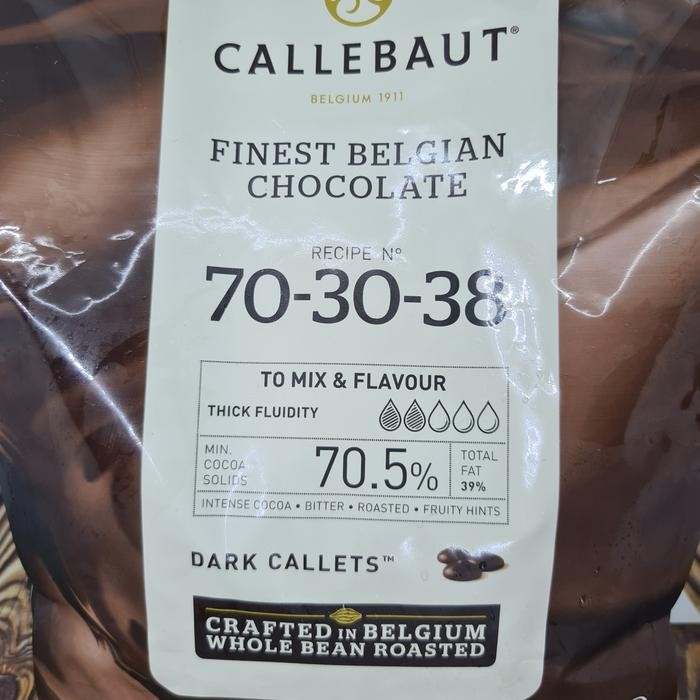 CALLEBAUT®
BELGIUM 1911
FINEST BELGIAN
CHOCOLATE
RECIPE Nº
70-30-38
TO MIX & FLAVOUR
THICK FLUIDITY
MIN.
COCOA
SOLIDS
70.5%
TOTAL
FAT
39%
INTENSE COCOA • BITTER • ROASTED • FRUITY HINTS
DARK CALLETS™
CRAFTED IN BELGIUM
WHOLE BEAN ROASTED